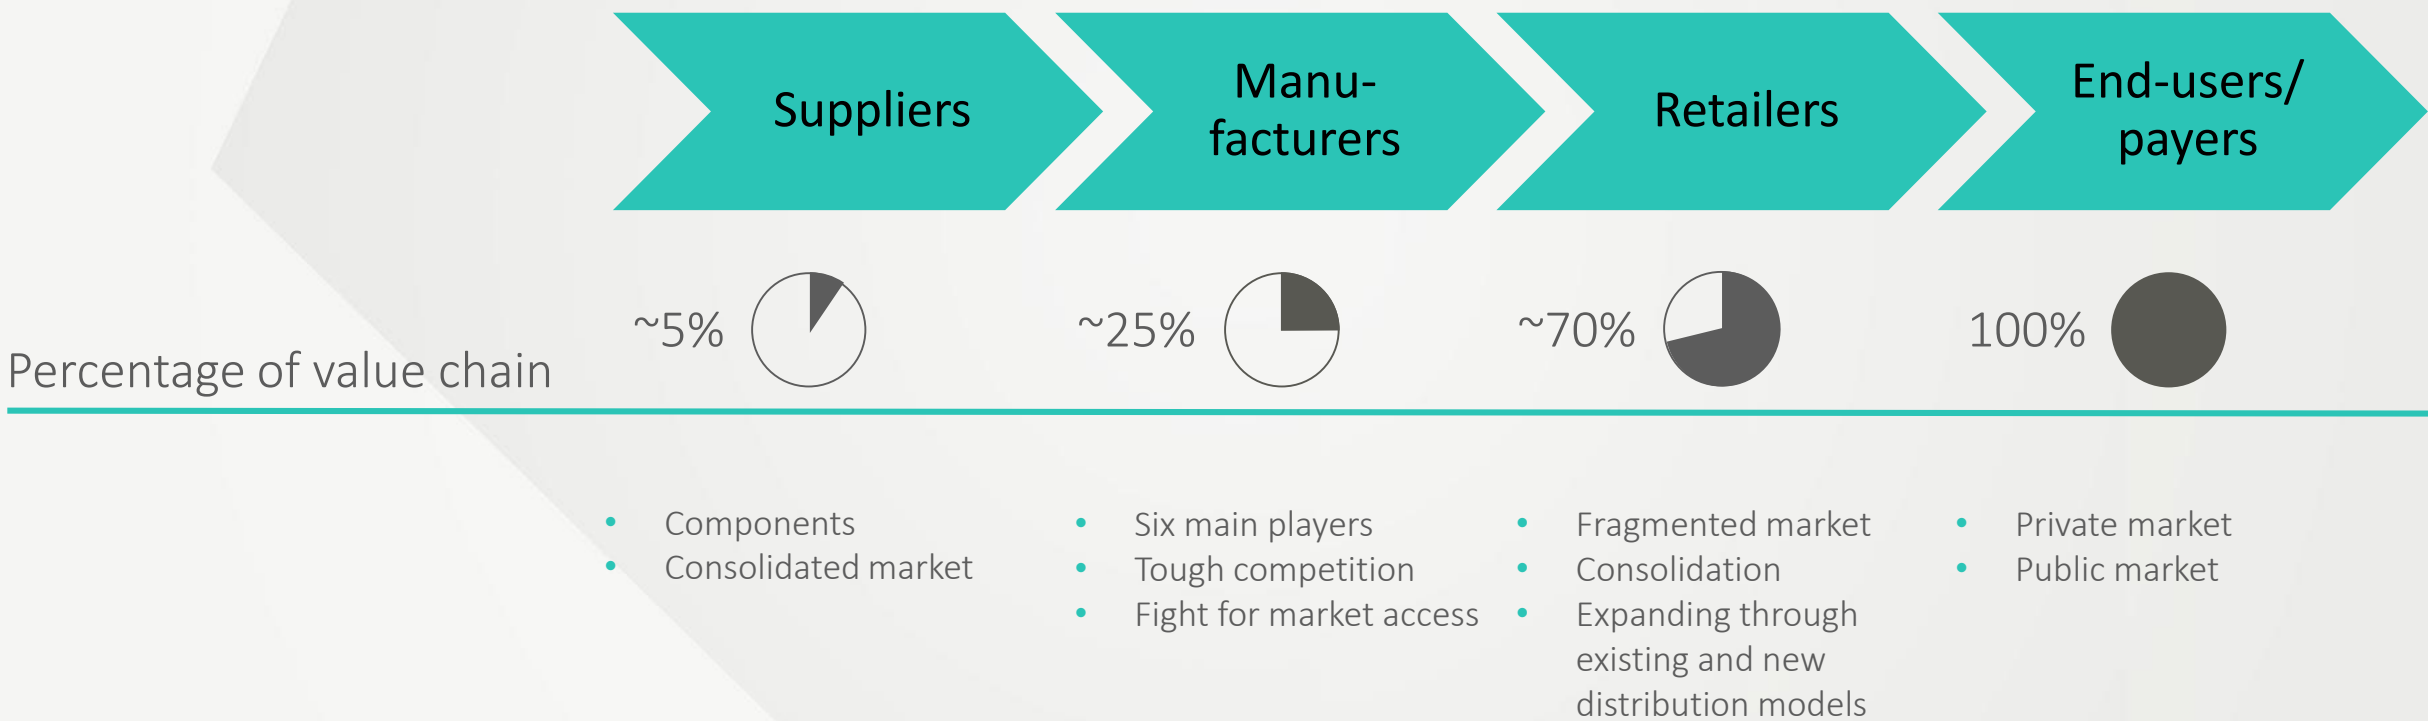 Suppliers
Manu-
facturers
Retailers
End-users/
payers
Percentage of value chain
~5%
~25%
~70%
100%
• Components
• Consolidated market
• Six main players
• Tough competition
• Fight for market access
• Fragmented market
• Consolidation
• Expanding through
existing and new
distribution models
• Private market
• Public market